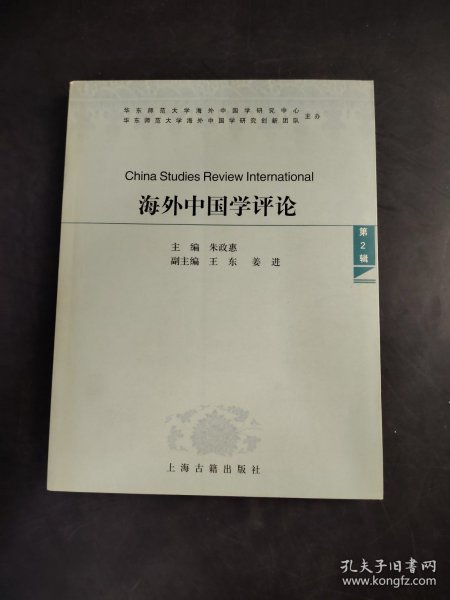 华东师范大学海外中国学研究中心
华东师范大学海外中国学研究创新团队
主办
China Studies Review International
海外中国学评论
第2辑
主编 朱政惠
副主编 王东 姜进
上海古籍出版社
孔夫子旧书网
www.kongfz.com